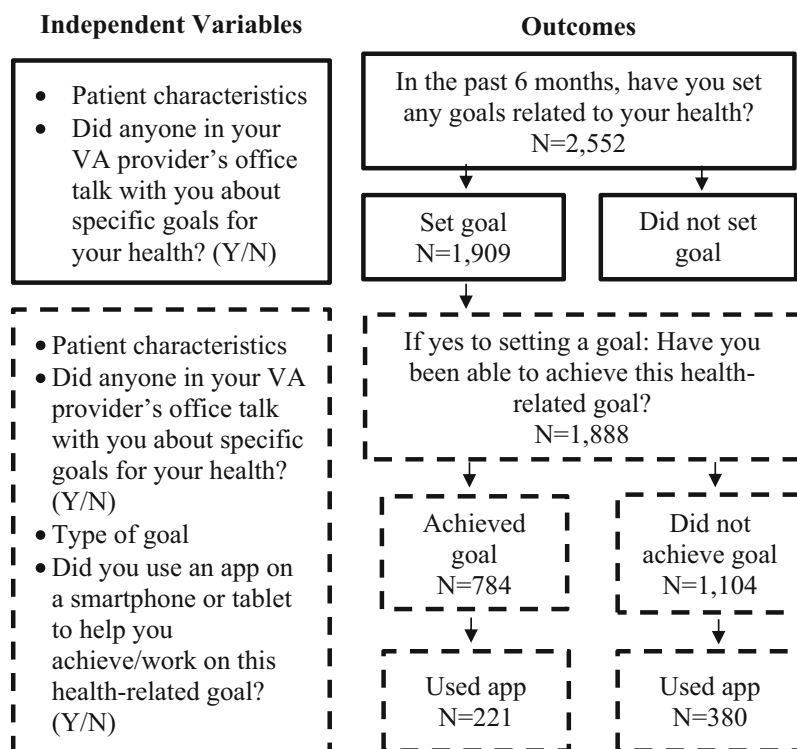 Independent Variables
• Patient characteristics
• Did anyone in your
VA provider’s office
talk with you about
specific goals for
your health? (Y/N)
• Patient characteristics
• Did anyone in your VA
provider’s office talk
with you about specific
goals for your health?
(Y/N)
• Type of goal
• Did you use an app on
a smartphone or tablet
to help you
achieve/work on this
health-related goal?
(Y/N)
Outcomes
In the past 6 months, have you set
any goals related to your health?
N=2,552
Set goal
N=1,909
Did not set
goal
If yes to setting a goal: Have you
been able to achieve this health-
related goal?
N=1,888
Achieved
goal
N=784
Did not
achieve goal
N=1,104
Used app
N=221
Used app
N=380